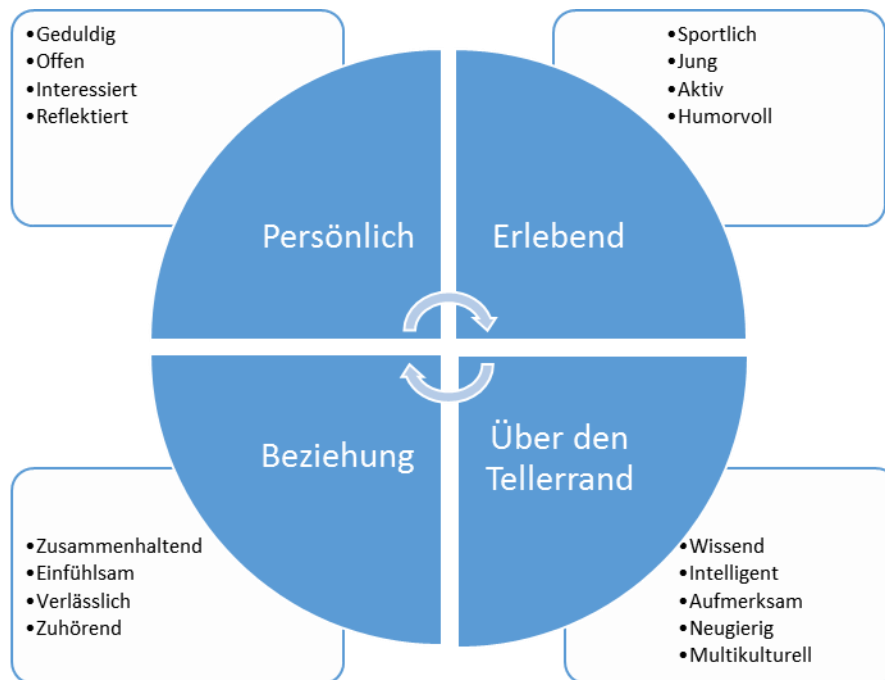 •Geduldig
•Offen
•Interessiert
•Reflektiert
•Sportlich
•Jung
•Aktiv
•Humorvoll
Persönlich
Erlebend
Beziehung
Über den
Tellerrand
•Zusammenhaltend
•Einfühlsam
•Verlässlich
•Zuhörend
•Wissend
•Intelligent
•Aufmerksam
•Neugierig
•Multikulturell